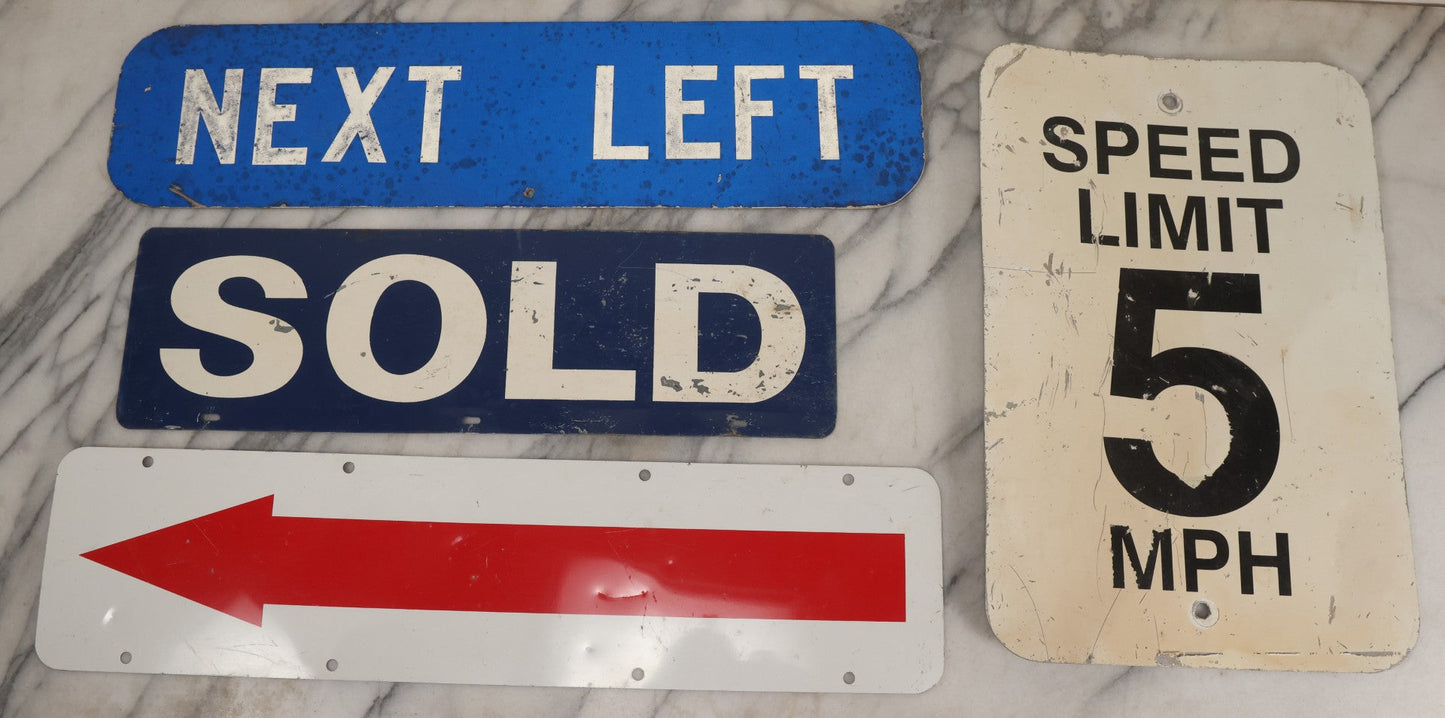 NEXT LEFT
SOLD
SPEED
LIMIT
5
MPH